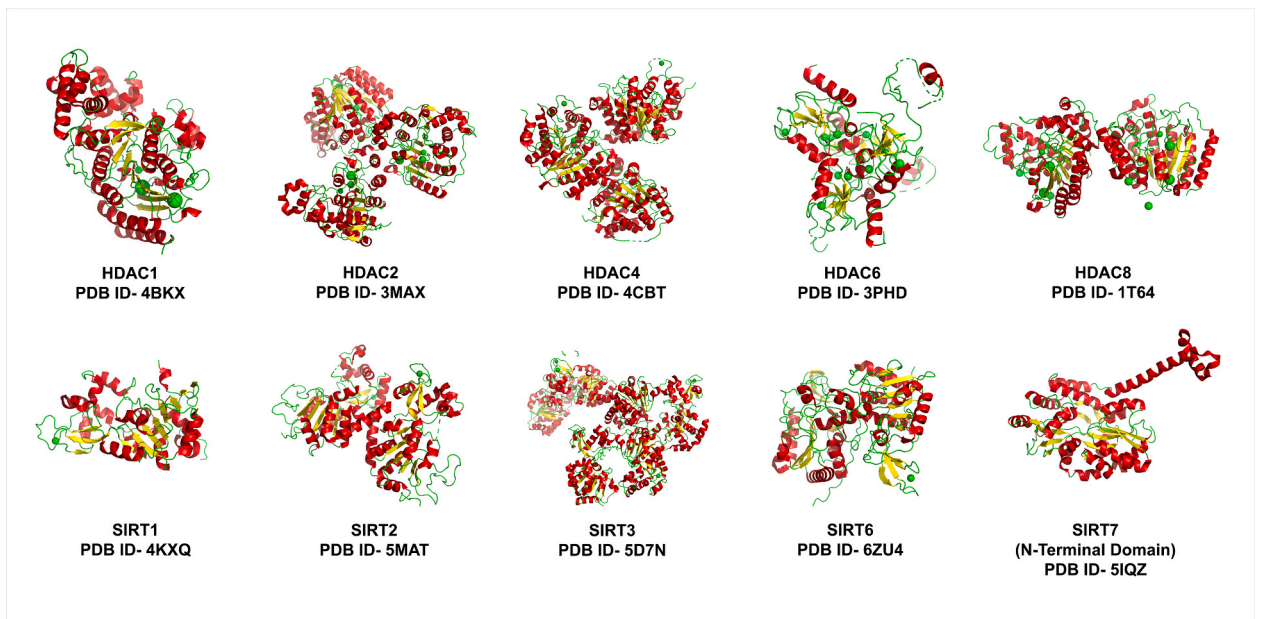 HDAC1
PDB ID- 4BKX
HDAC2
PDB ID- 3MAX
HDAC4
PDB ID- 4CBT
HDAC6
PDB ID- 3PHD
HDAC8
PDB ID- 1T64
SIRT1
PDB ID- 4KXQ
SIRT2
PDB ID- 5MAT
SIRT3
PDB ID- 5D7N
SIRT6
PDB ID- 6ZU4
SIRT7
(N-Terminal Domain)
PDB ID- 5IQZ